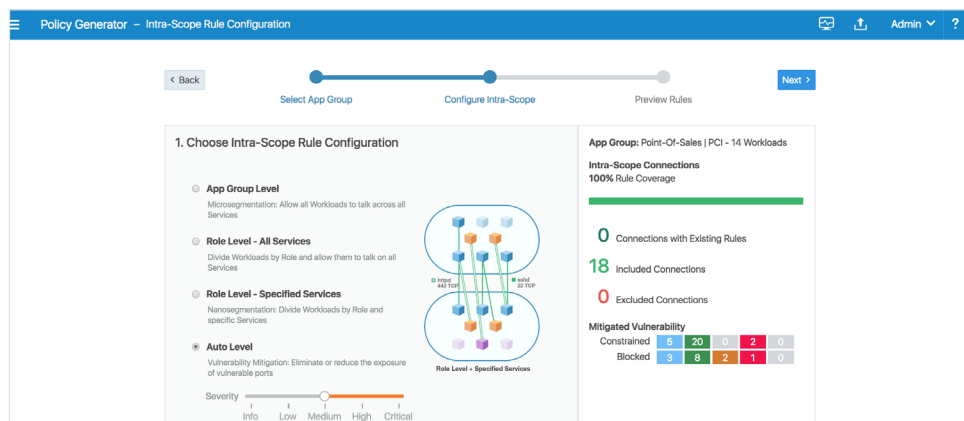 Policy Generator – Intra-Scope Rule Configuration
Admin
?
< Back
Next >
Select App Group
Configure Intra-Scope
Preview Rules
1. Choose Intra-Scope Rule Configuration
App Group Level
Microsegmentation: Allow all Workloads to talk across all
Services
Role Level - All Services
Divide Workloads by Role and allow them to talk on all
Services
Role Level - Specified Services
Nanosegmentation: Divide Workloads by Role and
specific Services
Auto Level
Vulnerability Mitigation: Eliminate or reduce the exposure
of vulnerable ports
Severity
Info Low Medium High Critical
httpd
443 TCP
sshd
22 TCP
Role Level + Specified Services
App Group: Point-Of-Sales | PCI - 14 Workloads
Intra-Scope Connections
100% Rule Coverage
0 Connections with Existing Rules
18 Included Connections
0 Excluded Connections
Mitigated Vulnerability
Constrained 5 20 0 2 0
Blocked 3 8 2 1 0